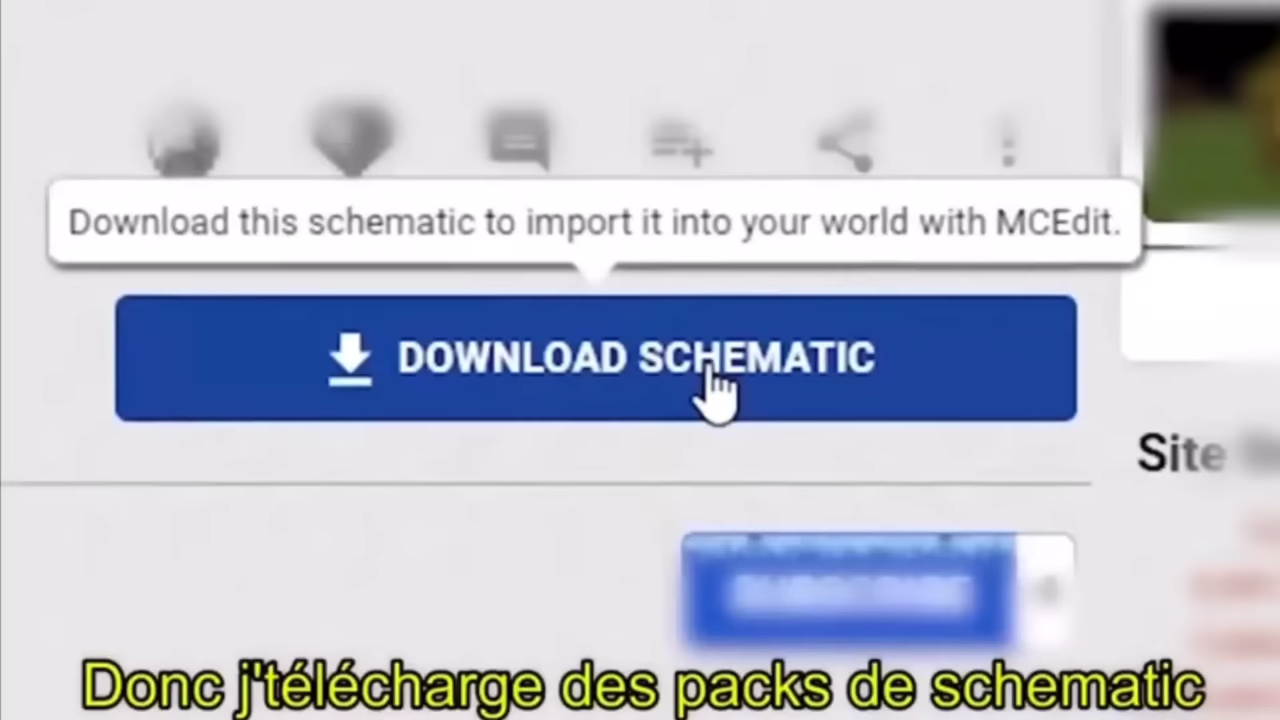 Download this schematic to import it into your world with MCEdit.
DOWNLOAD SCHEMATIC
Site
Donc j'télécharge des packs de schematic